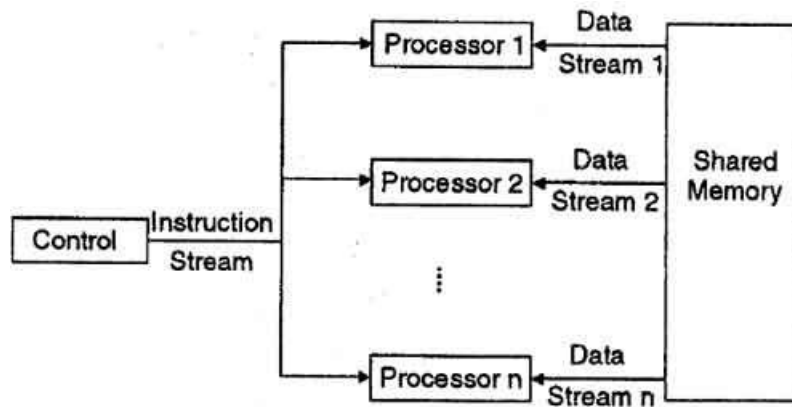 Processor 1
Data
Stream 1
Processor 2
Data
Stream 2
Shared
Memory
Control
Instruction
Stream
Processor n
Data
Stream n